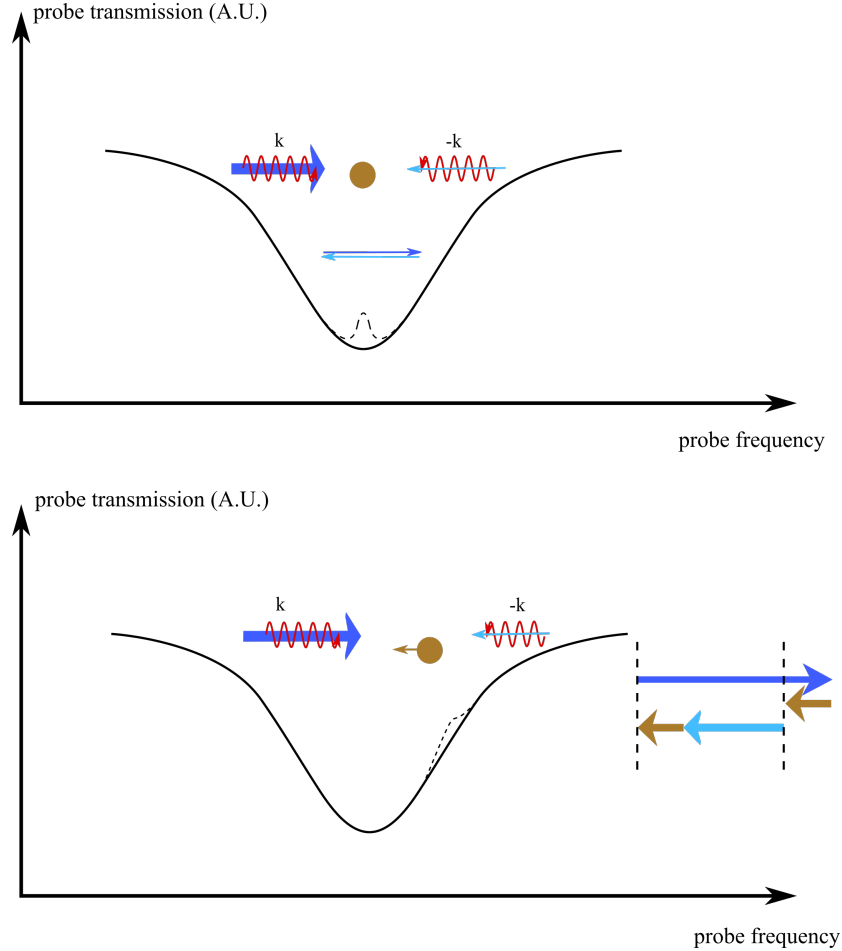 probe transmission (A.U.)
k
-k
probe frequency
probe transmission (A.U.)
k
-k
probe frequency